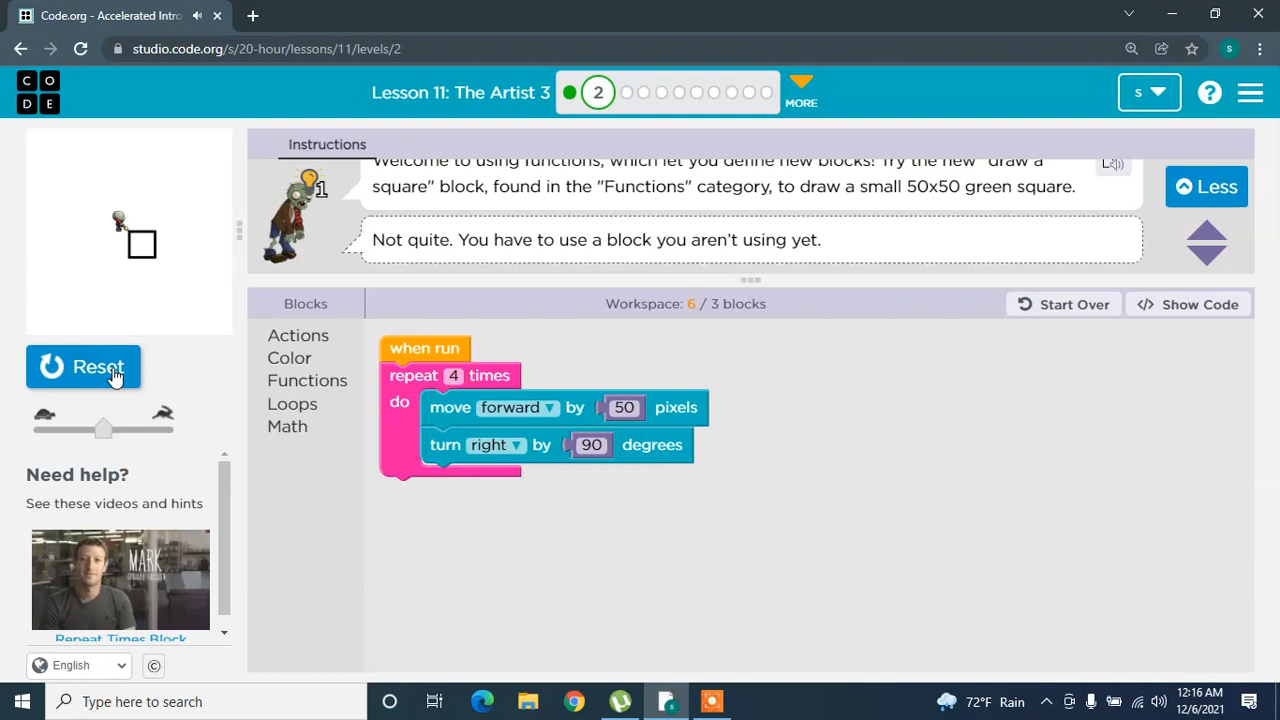 Code.org - Accelerated Intro
studio.code.org/s/20-hour/lessons/11/levels/2
S
C O
D E
Lesson 11: The Artist 3
2
MORE
s
Instructions
Welcome to using functions, which let you define new blocks! Try the new "draw a
square" block, found in the "Functions" category, to draw a small 50x50 green square.
1
Less
Not quite. You have to use a block you aren't using yet.
Blocks
Workspace: 6 / 3 blocks
Start Over
</> Show Code
Actions
Color
Functions
Loops
Math
when run
repeat 4 times
do
move forward by 50 pixels
turn right by 90 degrees
Reset
Need help?
See these videos and hints
MARK
Repeat Times Block
English
©
Type here to search
72°F Rain
12:16 AM
12/6/2021